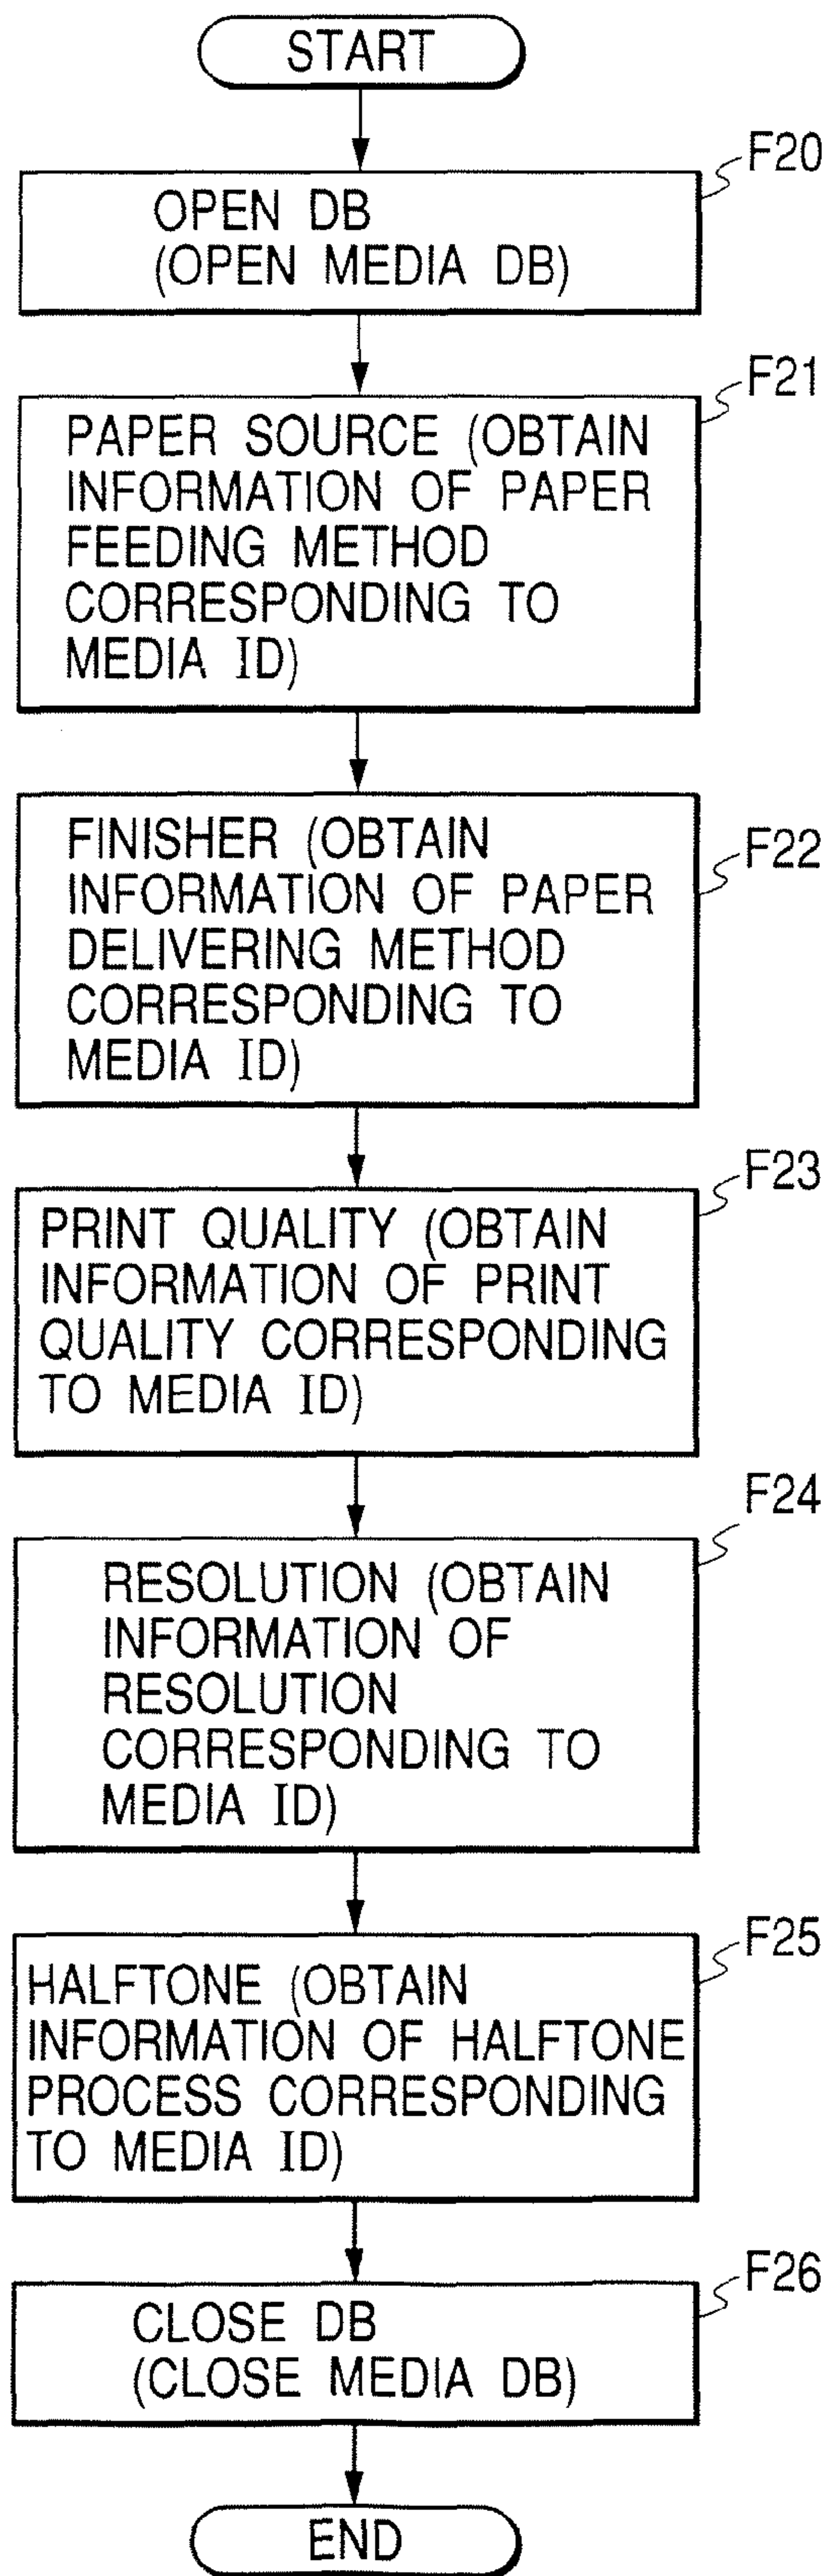 START
F20
OPEN DB
(OPEN MEDIA DB)
F21
PAPER SOURCE (OBTAIN
INFORMATION OF PAPER
FEEDING METHOD
CORRESPONDING TO
MEDIA ID)
F22
FINISHER (OBTAIN
INFORMATION OF PAPER
DELIVERING METHOD
CORRESPONDING TO
MEDIA ID)
F23
PRINT QUALITY (OBTAIN
INFORMATION OF PRINT
QUALITY CORRESPONDING
TO MEDIA ID)
F24
RESOLUTION (OBTAIN
INFORMATION OF
RESOLUTION
CORRESPONDING TO
MEDIA ID)
F25
HALFTONE (OBTAIN
INFORMATION OF HALFTONE
PROCESS CORRESPONDING
TO MEDIA ID)
F26
CLOSE DB
(CLOSE MEDIA DB)
END